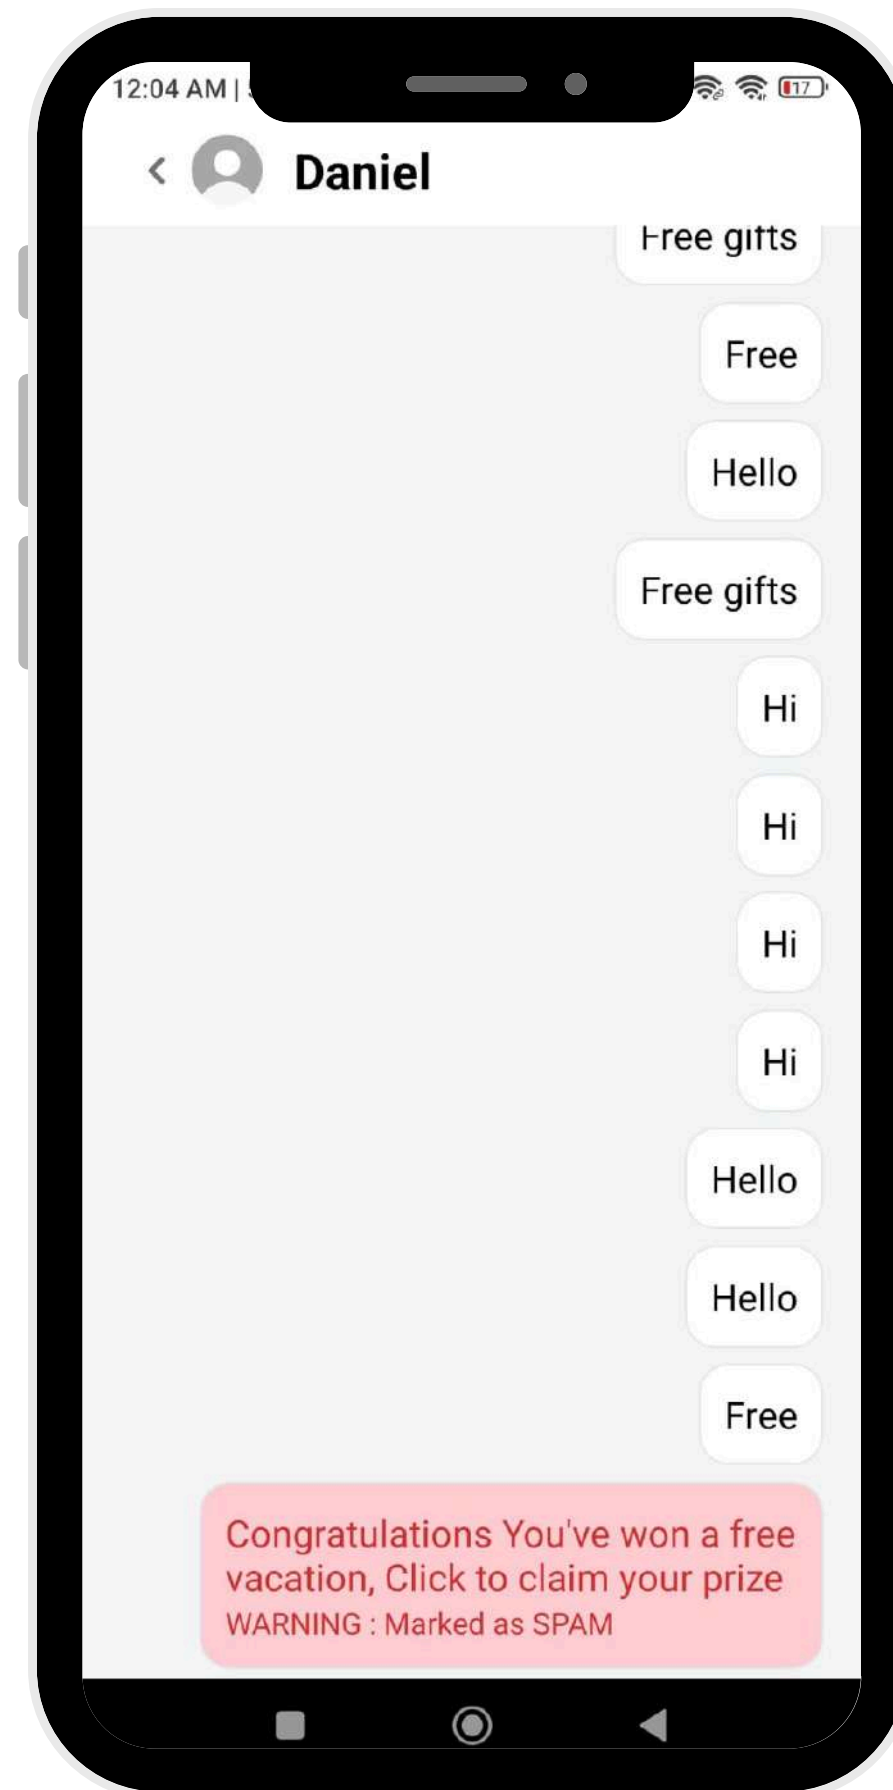 12:04 AM |
17
Daniel
Free gifts
Free
Hello
Free gifts
Hi
Hi
Hi
Hi
Hello
Hello
Free
Congratulations You've won a free
vacation, Click to claim your prize
WARNING : Marked as SPAM